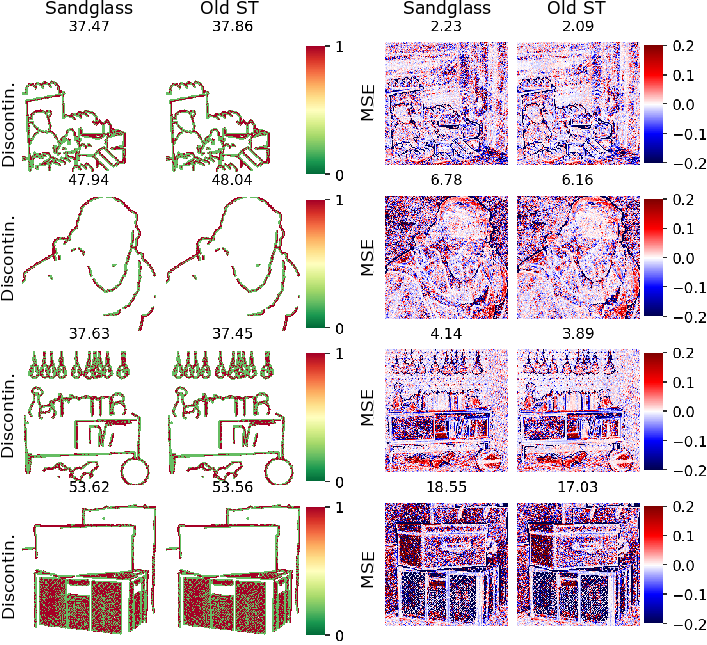 Sandglass Old ST Sandglass Old ST
37.47 37.86 2.23 2.09
Discontin. 1 0 MSE 0.2 0.1 0.0 −0.1 −0.2
47.94 48.04 6.78 6.16
Discontin. 1 0 MSE 0.2 0.1 0.0 −0.1 −0.2
37.63 37.45 4.14 3.89
Discontin. 1 0 MSE 0.2 0.1 0.0 −0.1 −0.2
53.62 53.56 18.55 17.03
Discontin. 1 0 MSE 0.2 0.1 0.0 −0.1 −0.2